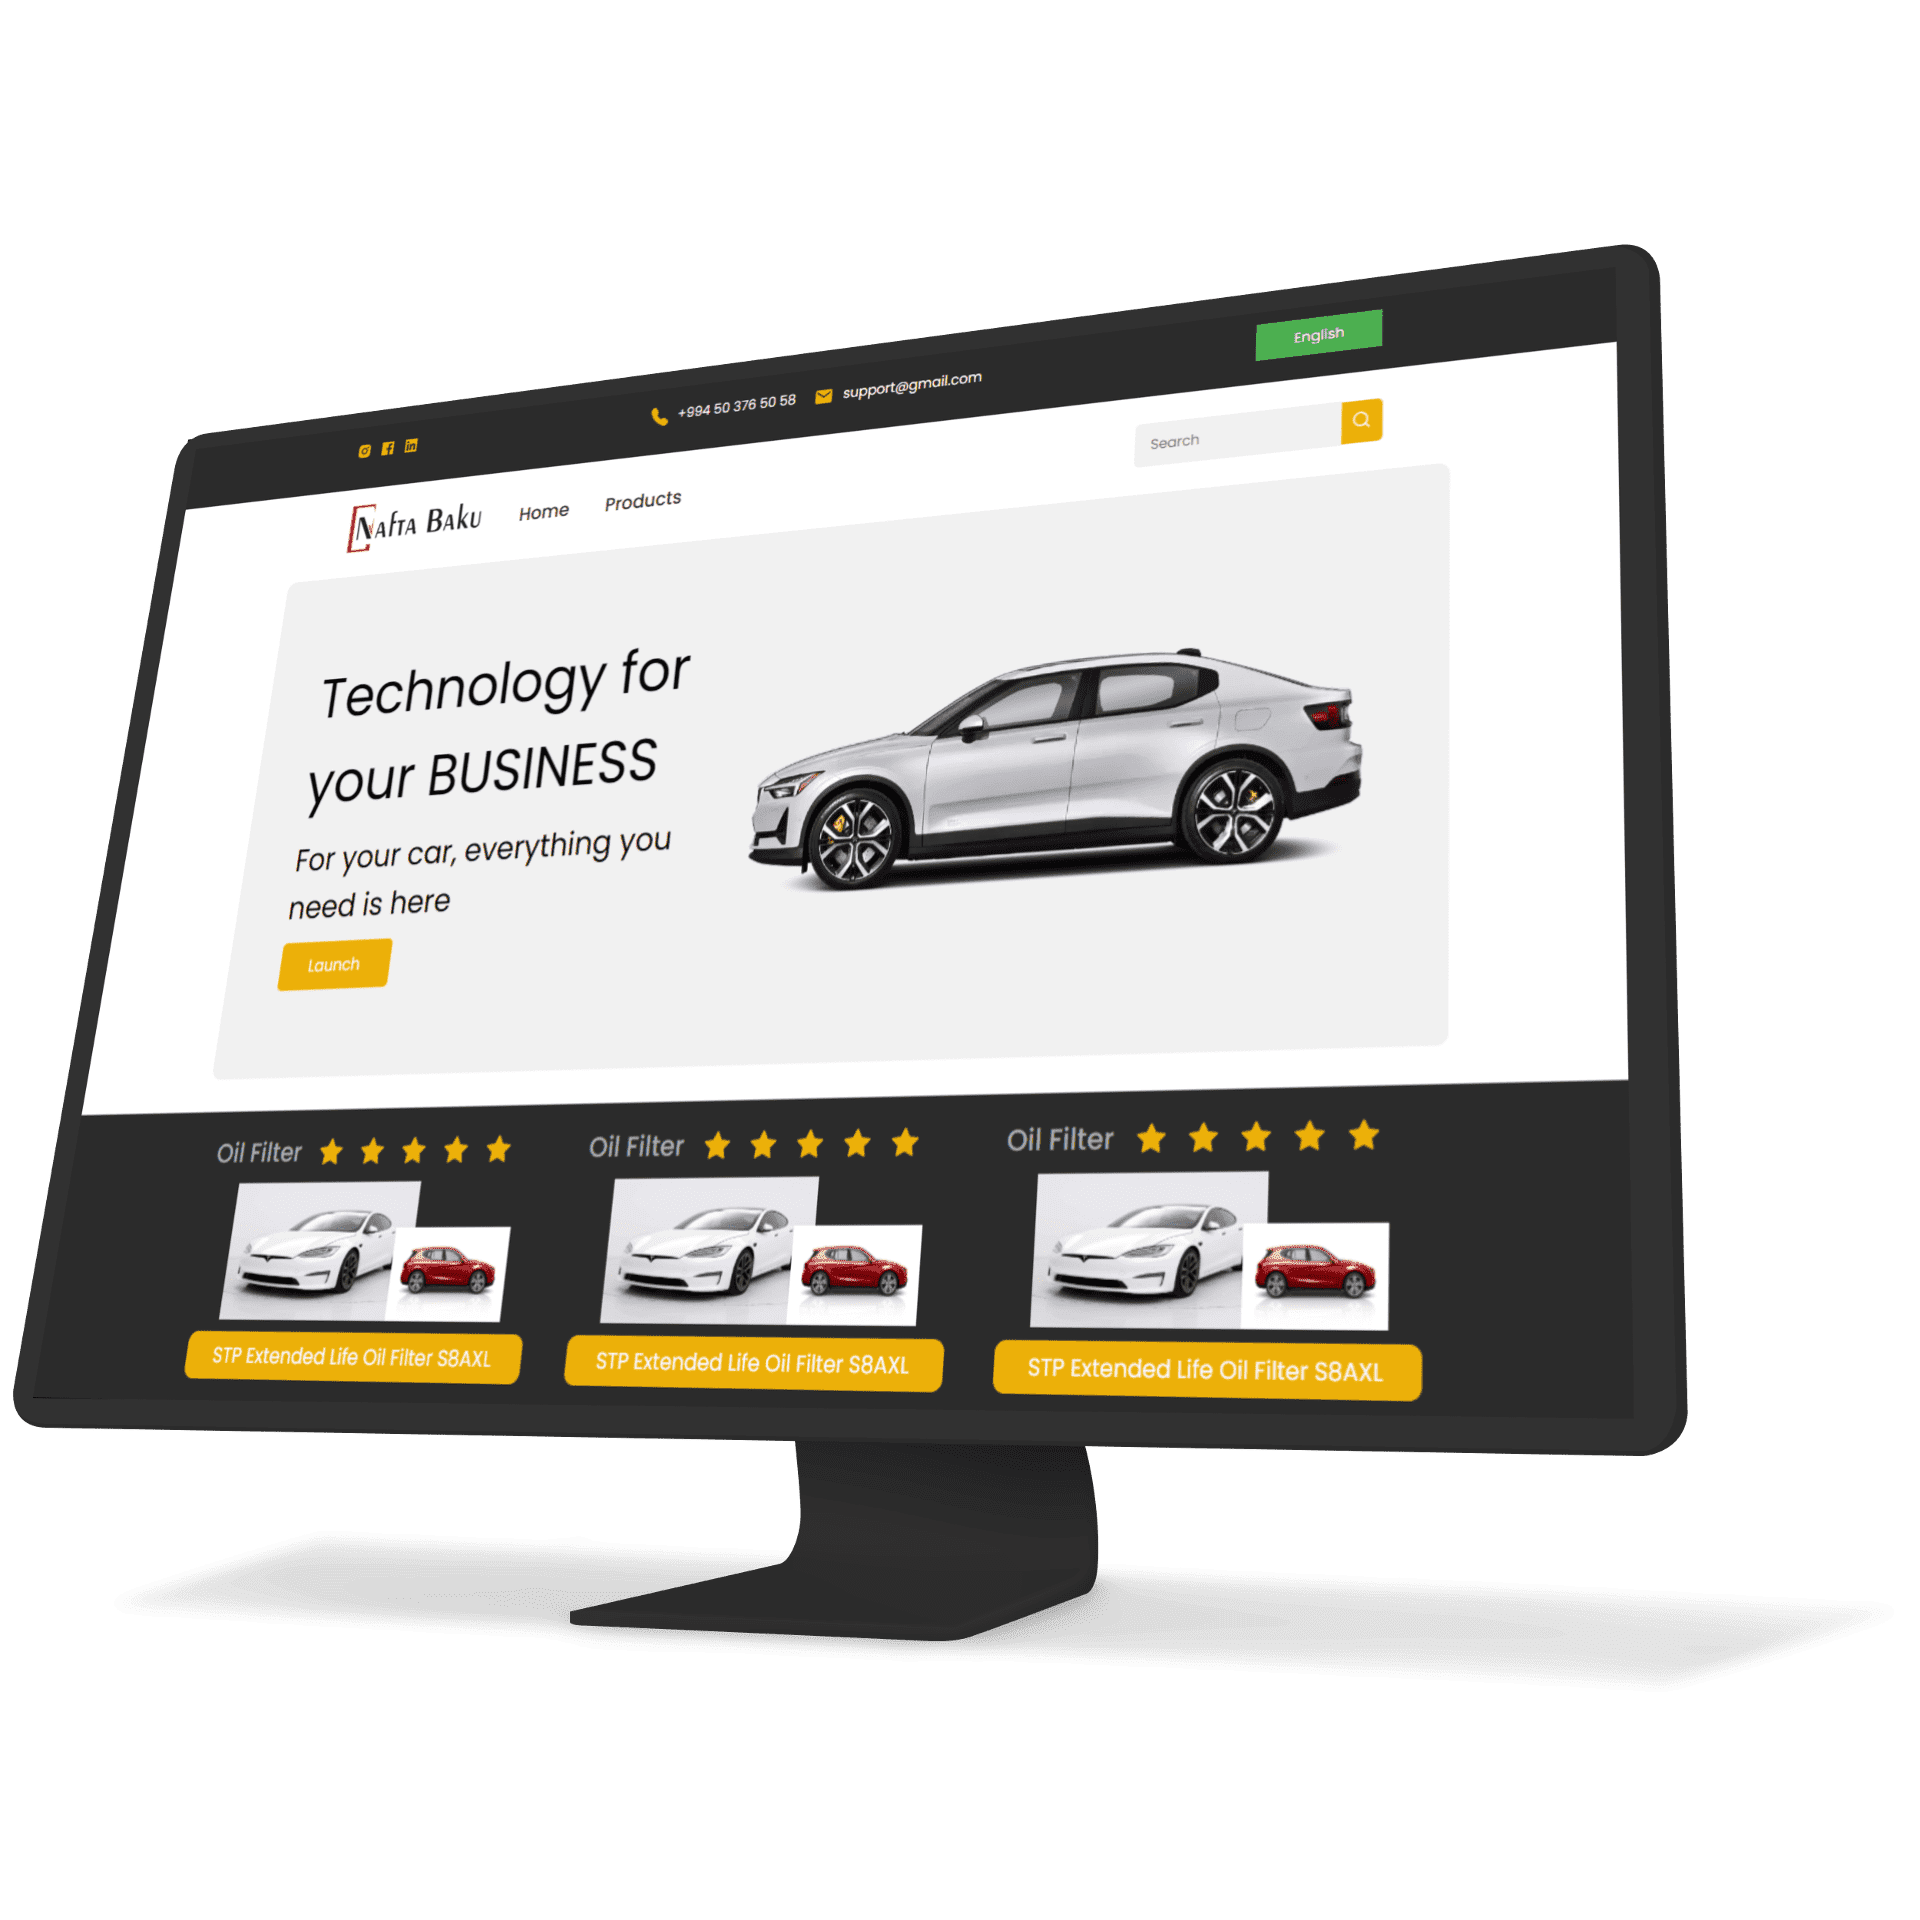 English
+994 50 376 50 58
support@gmail.com
Search
Nafta Baku
Home
Products
Technology for
your BUSINESS
For your car, everything you
need is here
Launch
Oil Filter
Oil Filter
Oil Filter
STP Extended Life Oil Filter S8AXL
STP Extended Life Oil Filter S8AXL
STP Extended Life Oil Filter S8AXL